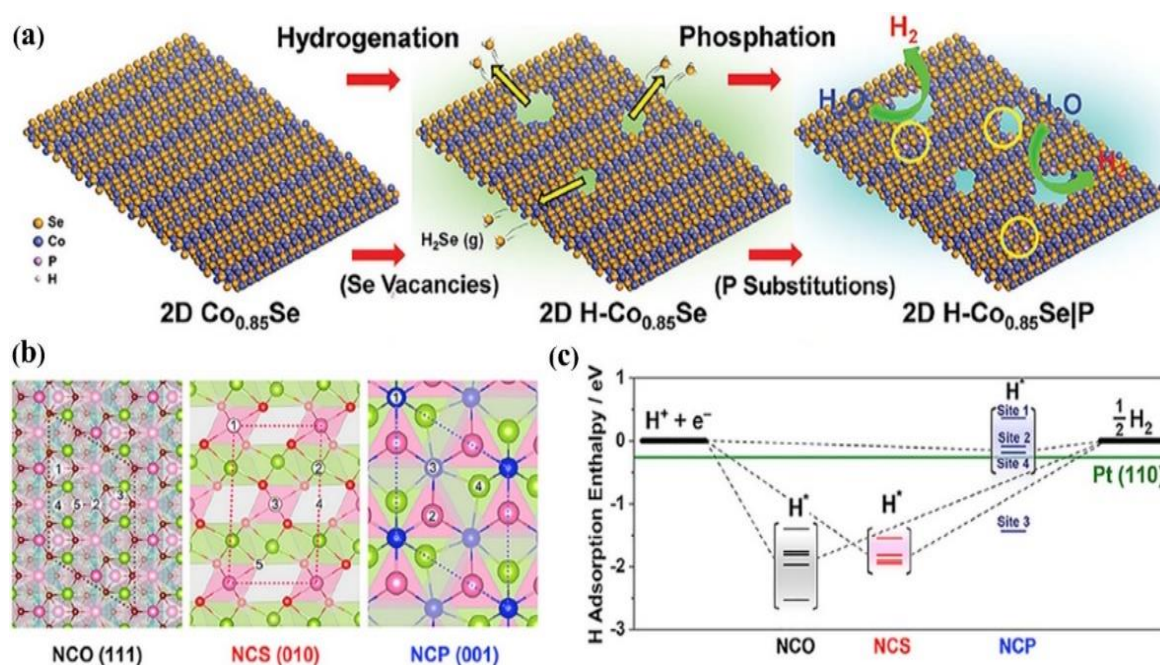 (a)
Hydrogenation
Phosphation
H₂
H₂O
H₂O
H₂
Se
Co
P
H
H₂Se (g)
(Se Vacancies)
(P Substitutions)
2D Co₀.₈₅Se
2D H-Co₀.₈₅Se
2D H-Co₀.₈₅Se|P
(b)
1
4 5 2 3
1
2
3
4
5
1
3
4
2
NCO (111)
NCS (010)
NCP (001)
(c)
H Adsorption Enthalpy / eV
1
0
-1
-2
-3
H⁺ + e⁻
H*
H*
H*
Site 1
Site 2
Site 4
Site 3
½H₂
Pt (110)
NCO
NCS
NCP